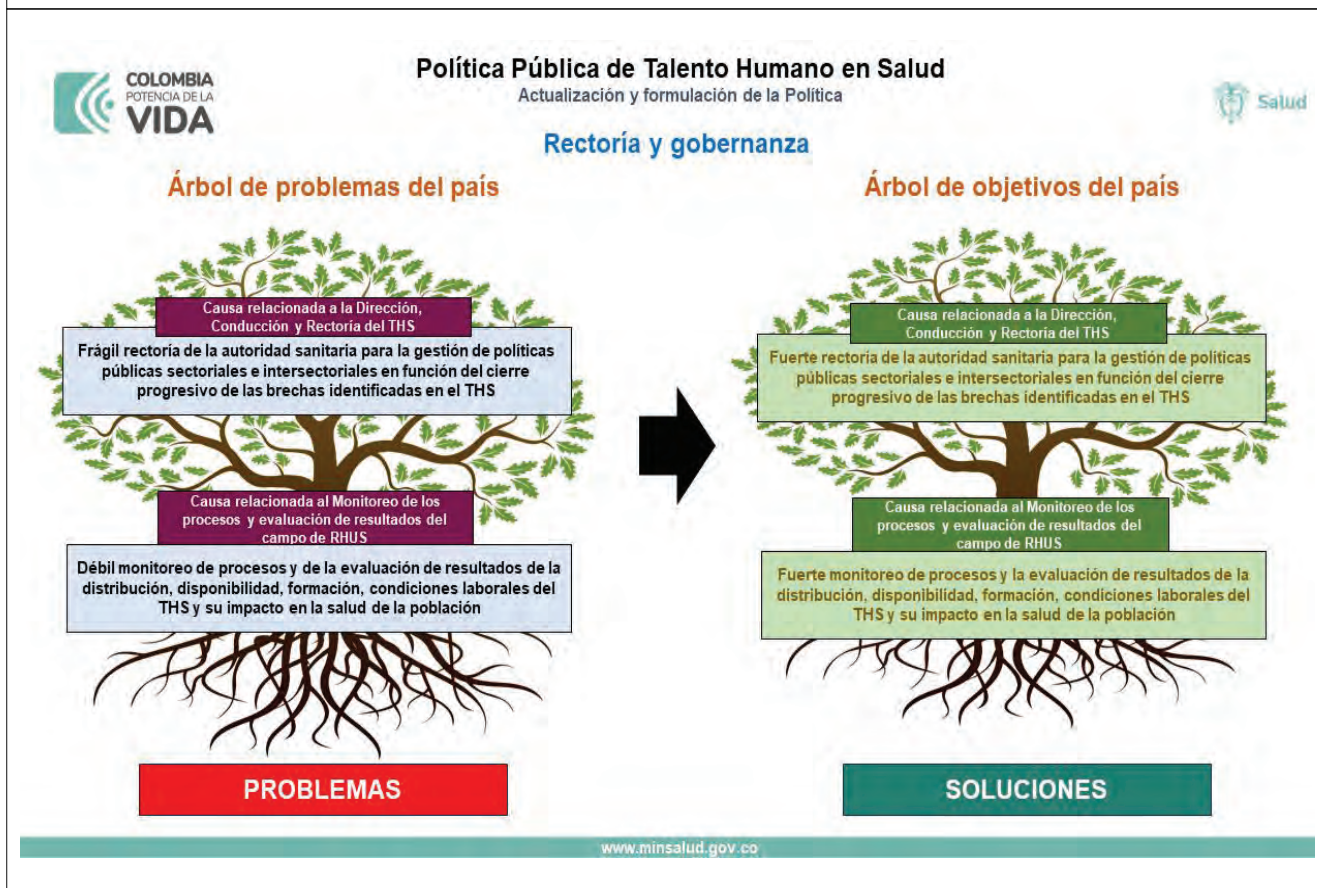 COLOMBIA
POTENCIA DE LA
VIDA
Política Pública de Talento Humano en Salud
Actualización y formulación de la Política
Salud
Rectoría y gobernanza
Árbol de problemas del país
Causa relacionada a la Dirección,
Conducción y Rectoría del THS
Frágil rectoría de la autoridad sanitaria para la gestión de políticas
públicas sectoriales e intersectoriales en función del cierre
progresivo de las brechas identificadas en el THS
Causa relacionada al Monitoreo de los
procesos y evaluación de resultados del
campo de RHUS
Débil monitoreo de procesos y de la evaluación de resultados de la
distribución, disponibilidad, formación, condiciones laborales del
THS y su impacto en la salud de la población
PROBLEMAS
Árbol de objetivos del país
Causa relacionada a la Dirección,
Conducción y Rectoría del THS
Fuerte rectoría de la autoridad sanitaria para la gestión de políticas
públicas sectoriales e intersectoriales en función del cierre
progresivo de las brechas identificadas en el THS
Causa relacionada al Monitoreo de los
procesos y evaluación de resultados del
campo de RHUS
Fuerte monitoreo de procesos y la evaluación de resultados de la
distribución, disponibilidad, formación, condiciones laborales del
THS y su impacto en la salud de la población
SOLUCIONES
www.minsalud.gov.co